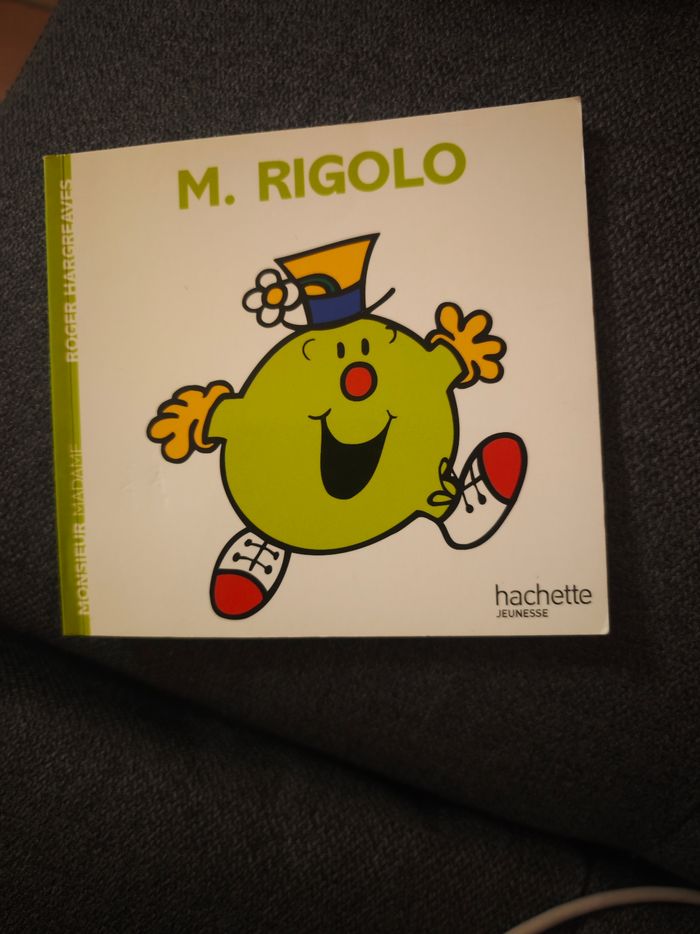 M. RIGOLO
ROGER HARGREAVES
MONSIEUR MADAME
hachette
JEUNESSE